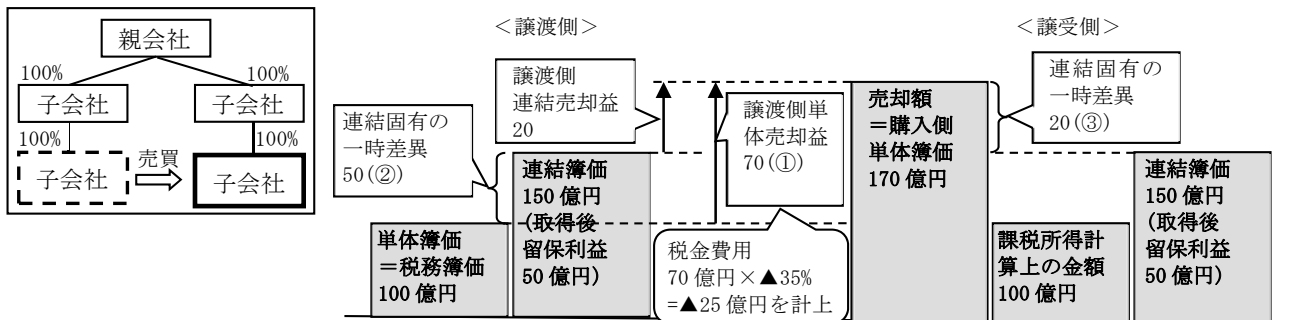 親会社
100%
100%
子会社
子会社
100%
100%
子会社
売買
子会社
<譲渡側>
<譲受側>
連結固有の
一時差異
50(②)
譲渡側
連結売却益
20
譲渡側単
体売却益
70(①)
売却額
=購入側
単体簿価
170 億円
連結固有の
一時差異
20(③)
単体簿価
=税務簿価
100 億円
連結簿価
150 億円
(取得後
留保利益
50 億円)
税金費用
70 億円×▲35%
=▲25 億円を計上
課税所得計
算上の金額
100 億円
連結簿価
150 億円
(取得後
留保利益
50 億円)